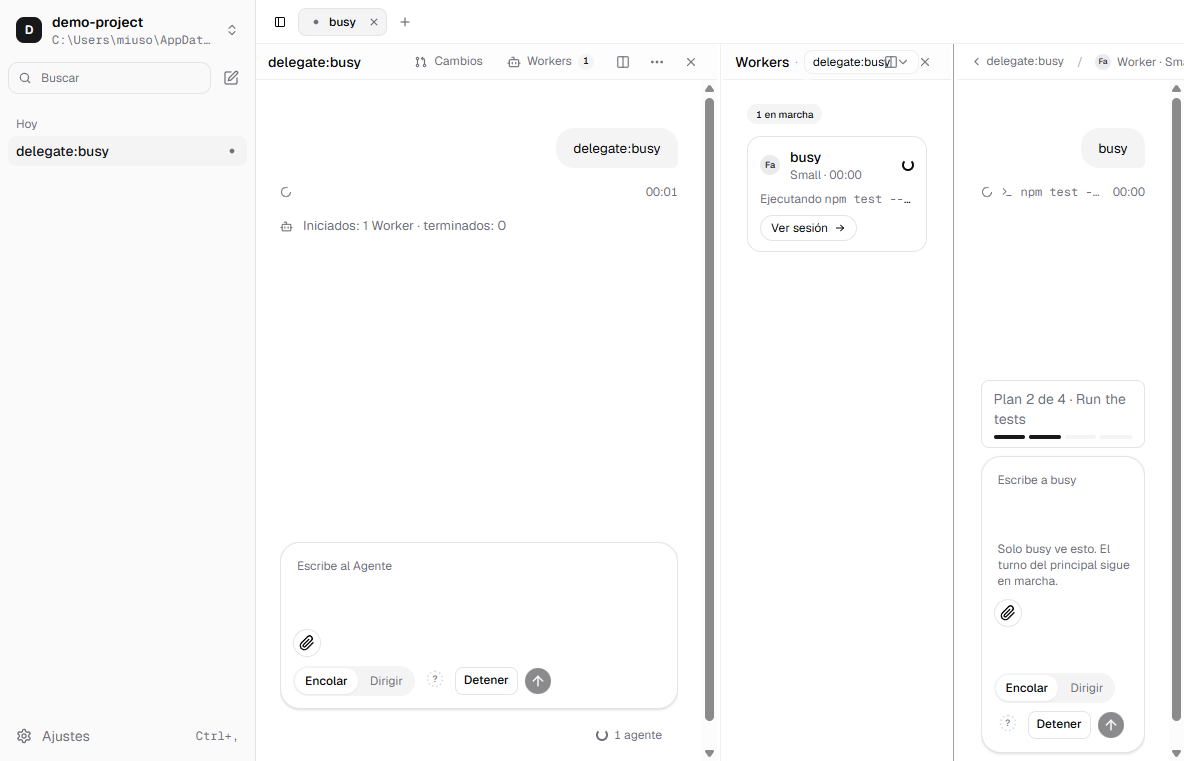 D
demo-project
C:\Users\miuso\AppDat…
Buscar
Hoy
delegate:busy
Ajustes
Ctrl+,
busy
delegate:busy
Cambios
Workers
1
delegate:busy
00:01
Iniciados: 1 Worker · terminados: 0
Escribe al Agente
Encolar
Dirigir
?
Detener
1 agente
Workers
·
delegate:busy
1 en marcha
Fa
busy
Small · 00:00
Ejecutando npm test --…
Ver sesión
delegate:busy
/
Fa
Worker · Sma
busy
npm test -…
00:00
Plan 2 de 4 · Run the
tests
Escribe a busy
Solo busy ve esto. El
turno del principal sigue
en marcha.
Encolar
Dirigir
?
Detener